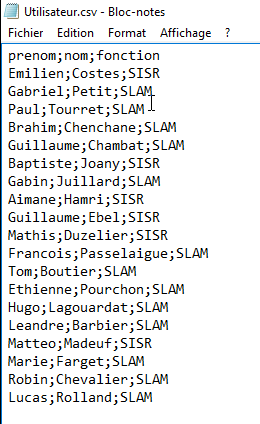 Utilisateur.csv - Bloc-notes
Fichier Edition Format Affichage ?
prenom;nom;fonction
Emilien;Costes;SISR
Gabriel;Petit;SLAM
Paul;Tourret;SLAM
Brahim;Chenchane;SLAM
Guillaume;Chambat;SLAM
Baptiste;Joany;SISR
Gabin;Juillard;SLAM
Aimane;Hamri;SISR
Guillaume;Ebel;SISR
Mathis;Duzelier;SISR
Francois;Passelaigue;SLAM
Tom;Boutier;SLAM
Ethienne;Pourchon;SLAM
Hugo;Lagouardat;SLAM
Leandre;Barbier;SLAM
Matteo;Madeuf;SISR
Marie;Farget;SLAM
Robin;Chevalier;SLAM
Lucas;Rolland;SLAM